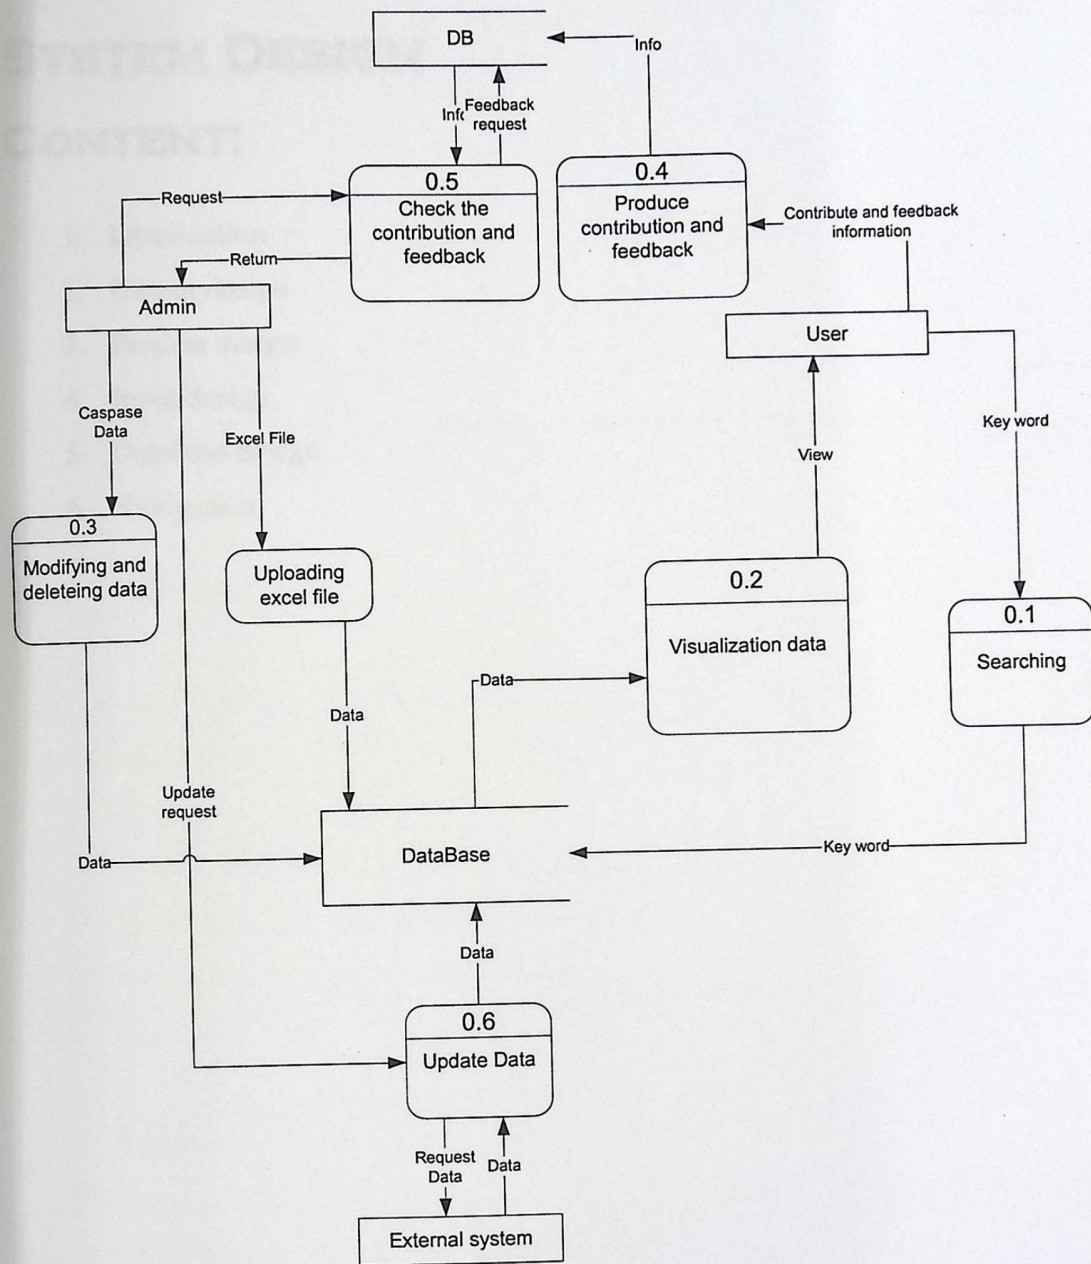 SYSTEM DESIGN
CONTENT:
DB
Info
Info
Feedback
request
0.5
Check the
contribution and
feedback
0.4
Produce
contribution and
feedback
Request
Return
Contribute and feedback
information
Admin
User
Caspase
Data
Excel File
View
Key word
0.3
Modifying and
deleteing data
Uploading
excel file
0.2
Visualization data
0.1
Searching
Data
Data
Update
request
Data
DataBase
Key word
Data
0.6
Update Data
Request
Data
Data
External system